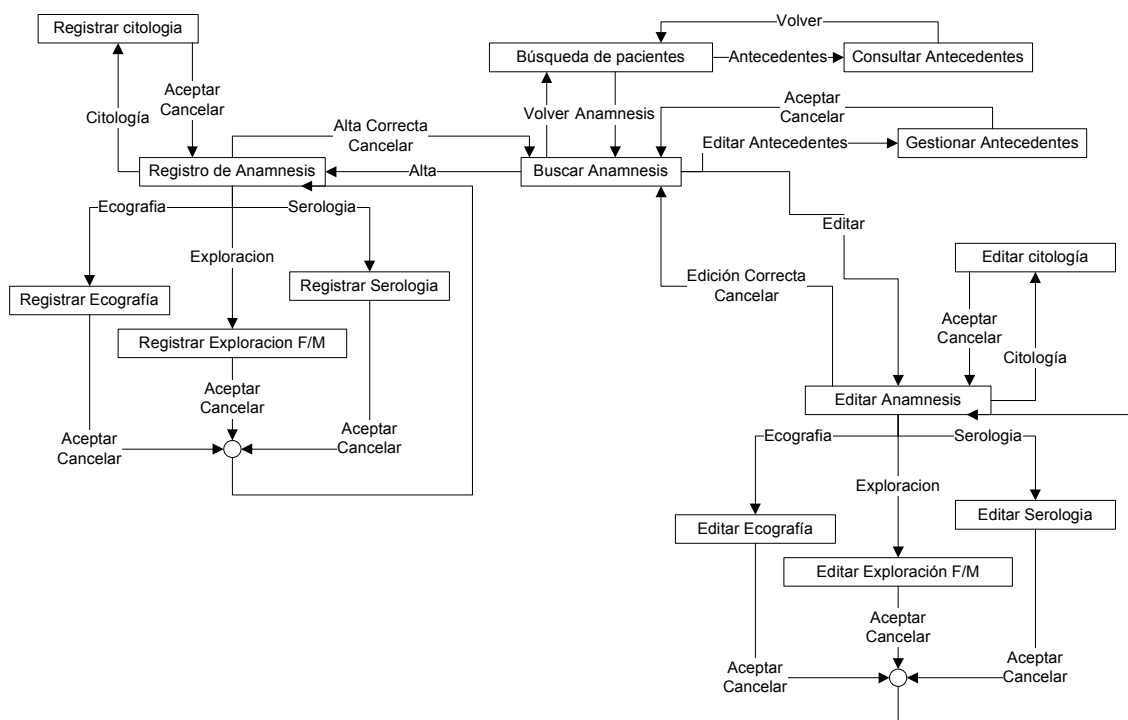 Registrar citologia
Volver
Búsqueda de pacientes
Antecedentes
Consultar Antecedentes
Aceptar
Cancelar
Citología
Volver
Anamnesis
Aceptar
Cancelar
Alta Correcta
Cancelar
Editar Antecedentes
Gestionar Antecedentes
Registro de Anamnesis
Alta
Buscar Anamnesis
Ecografia
Serologia
Exploracion
Editar
Registrar Ecografía
Registrar Serologia
Edición Correcta
Cancelar
Editar citología
Registrar Exploracion F/M
Aceptar
Cancelar
Citología
Aceptar
Cancelar
Editar Anamnesis
Aceptar
Cancelar
Aceptar
Cancelar
Ecografia
Serologia
Exploracion
Editar Ecografía
Editar Serologia
Editar Exploración F/M
Aceptar
Cancelar
Aceptar
Cancelar
Aceptar
Cancelar